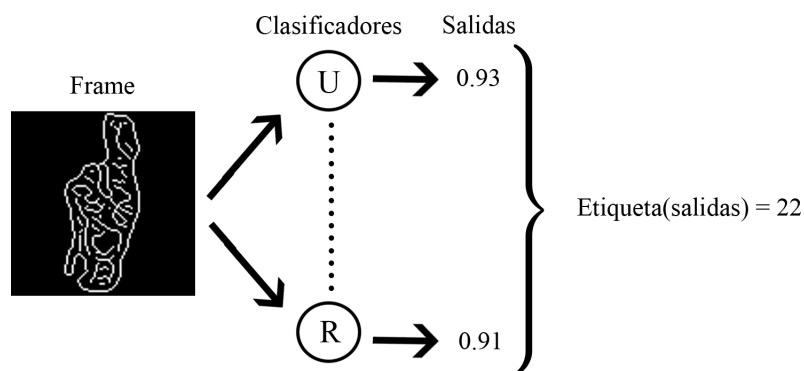 Clasificadores Salidas
Frame
U 0.93
Etiqueta(salidas) = 22
R 0.91